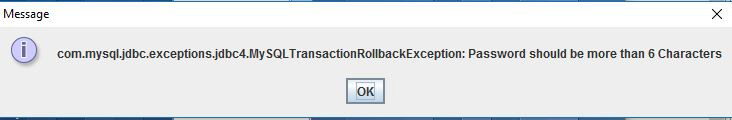 Message
com.mysql.jdbc.exceptions.jdbc4.MySQLTransactionRollbackException: Password should be more than 6 Characters
OK